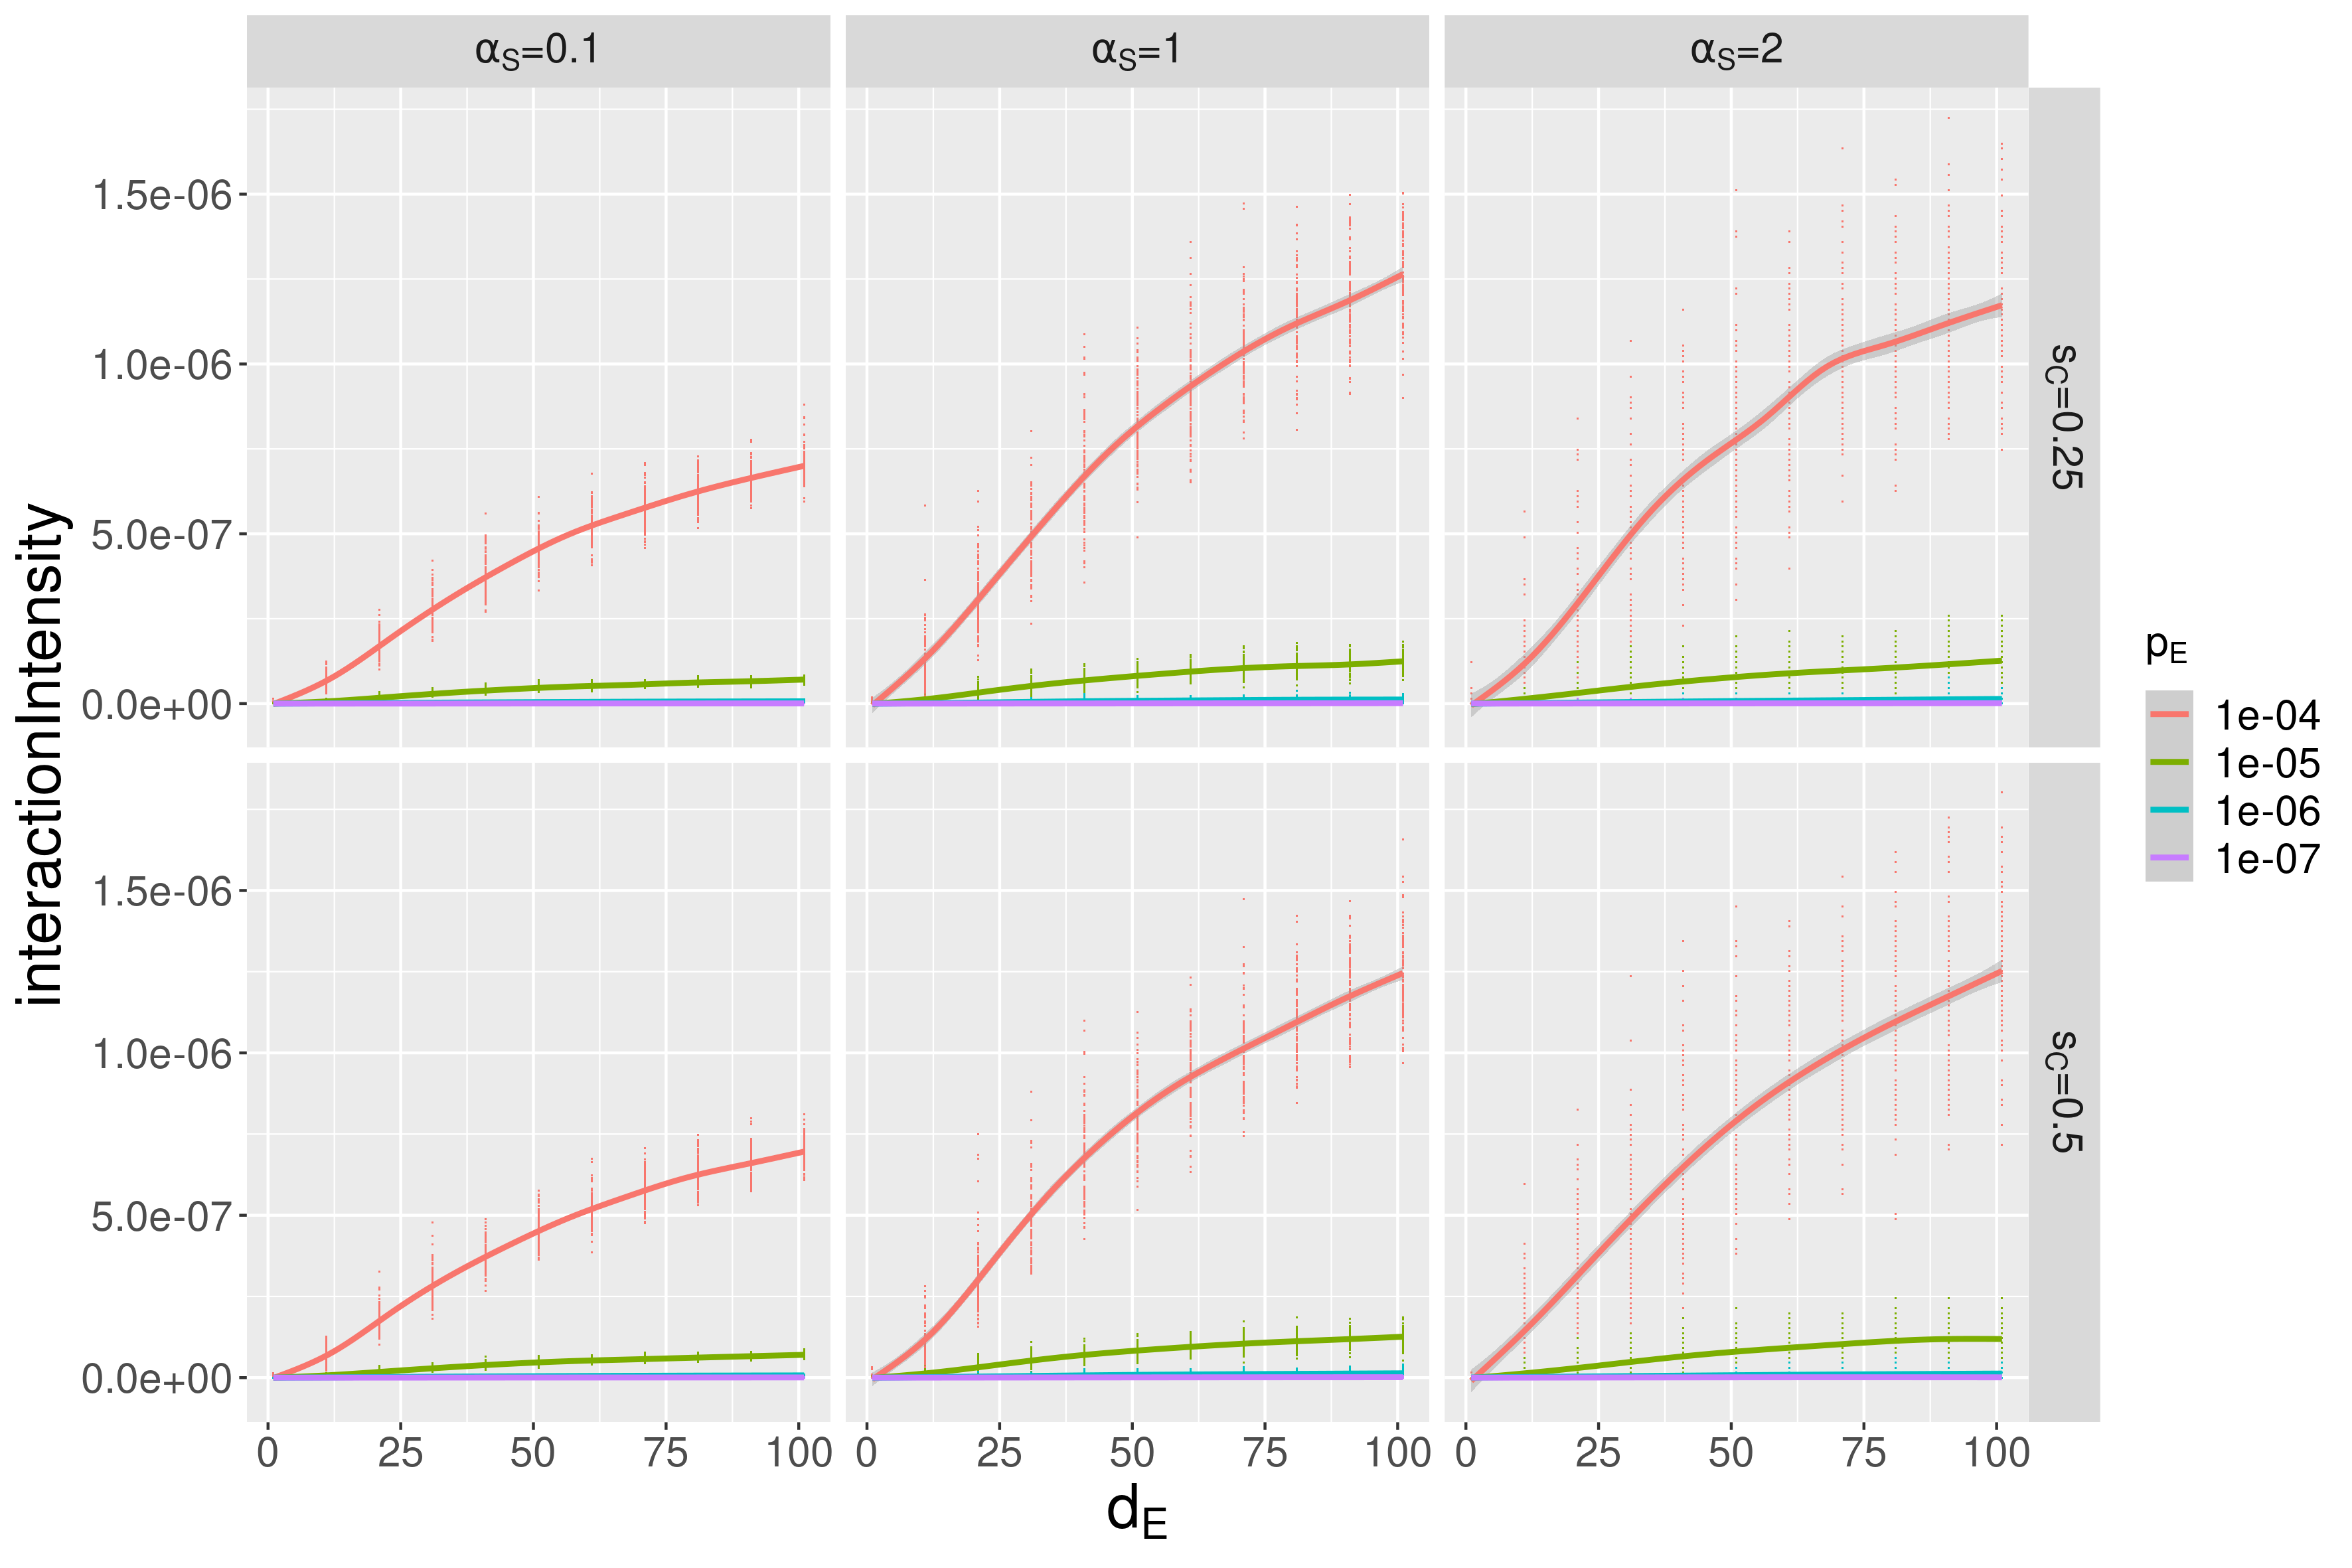 αS=0.1
αS=1
αS=2
interactionIntensity
1.5e-06
1.0e-06
5.0e-07
0.0e+00
sC=0.25
1.5e-06
1.0e-06
5.0e-07
0.0e+00
sC=0.5
0 25 50 75 100
0 25 50 75 100
0 25 50 75 100
dE
pE
1e-04
1e-05
1e-06
1e-07